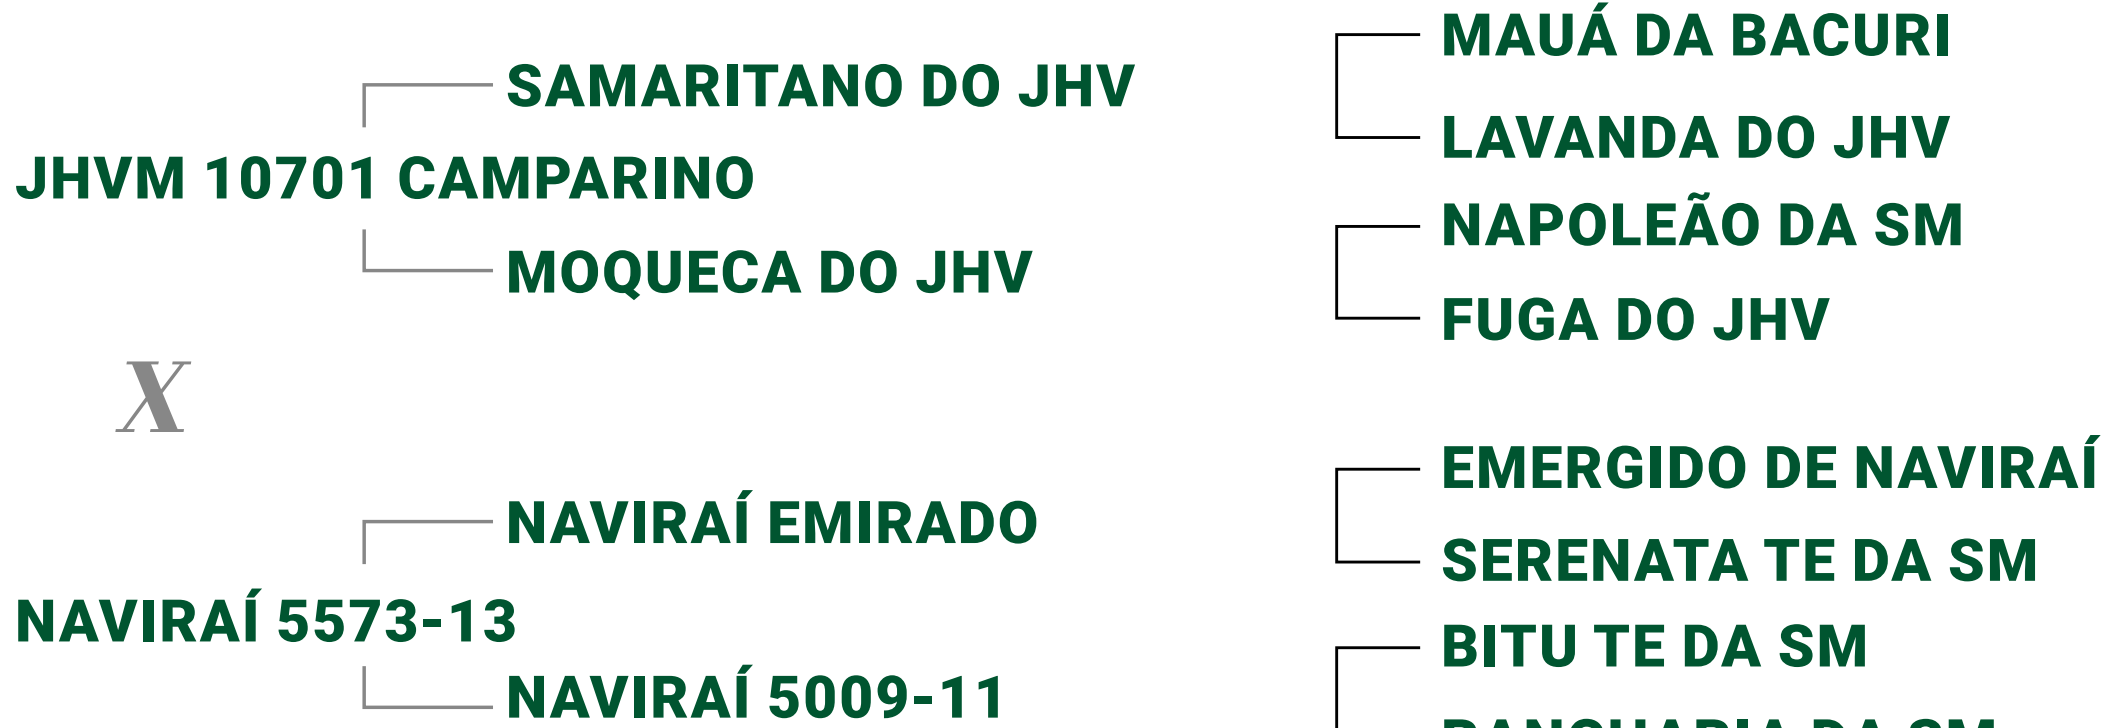 MAUÁ DA BACURI
SAMARITANO DO JHV
LAVANDA DO JHV
JHVM 10701 CAMPARINO
NAPOLEÃO DA SM
MOQUECA DO JHV
FUGA DO JHV
X
EMERGIDO DE NAVIRAÍ
NAVIRAÍ EMIRADO
SERENATA TE DA SM
NAVIRAÍ 5573-13
BITU TE DA SM
NAVIRAÍ 5009-11
DA SM